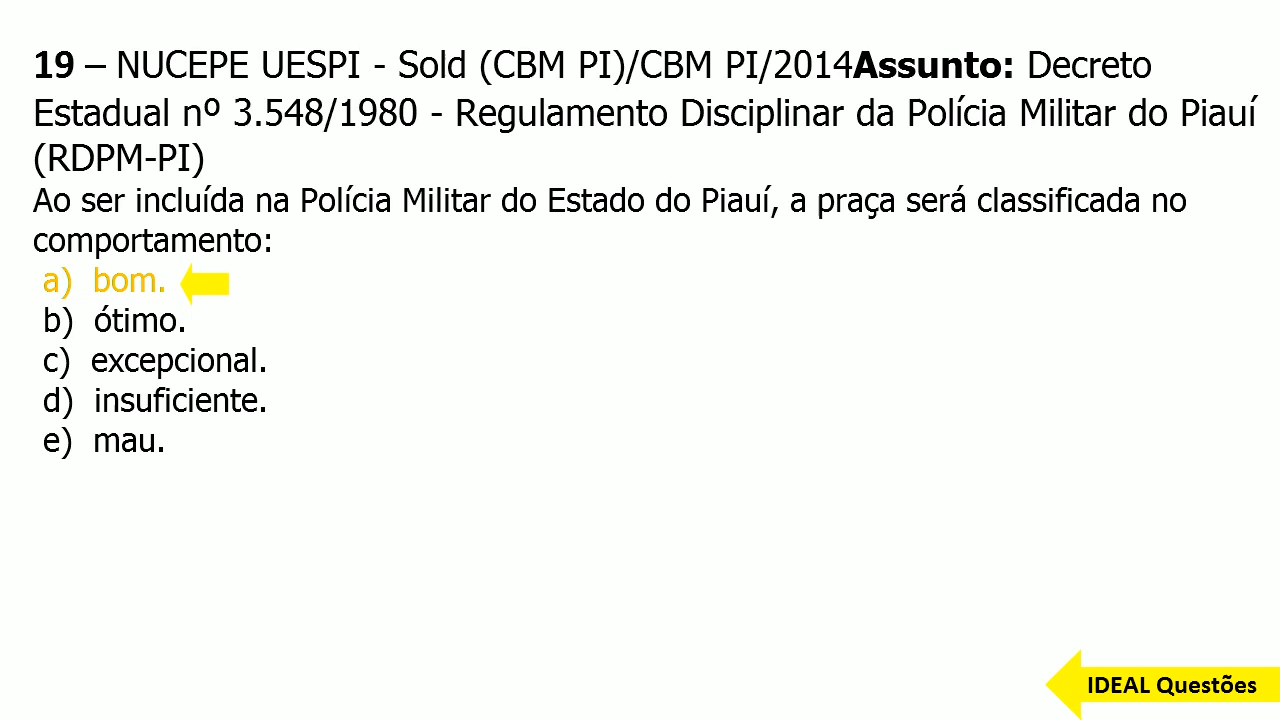 19 – NUCEPE UESPI - Sold (CBM PI)/CBM PI/2014Assunto: Decreto
Estadual nº 3.548/1980 - Regulamento Disciplinar da Polícia Militar do Piauí
(RDPM-PI)
Ao ser incluída na Polícia Militar do Estado do Piauí, a praça será classificada no
comportamento:
a) bom.
b) ótimo.
c) excepcional.
d) insuficiente.
e) mau.
IDEAL Questões